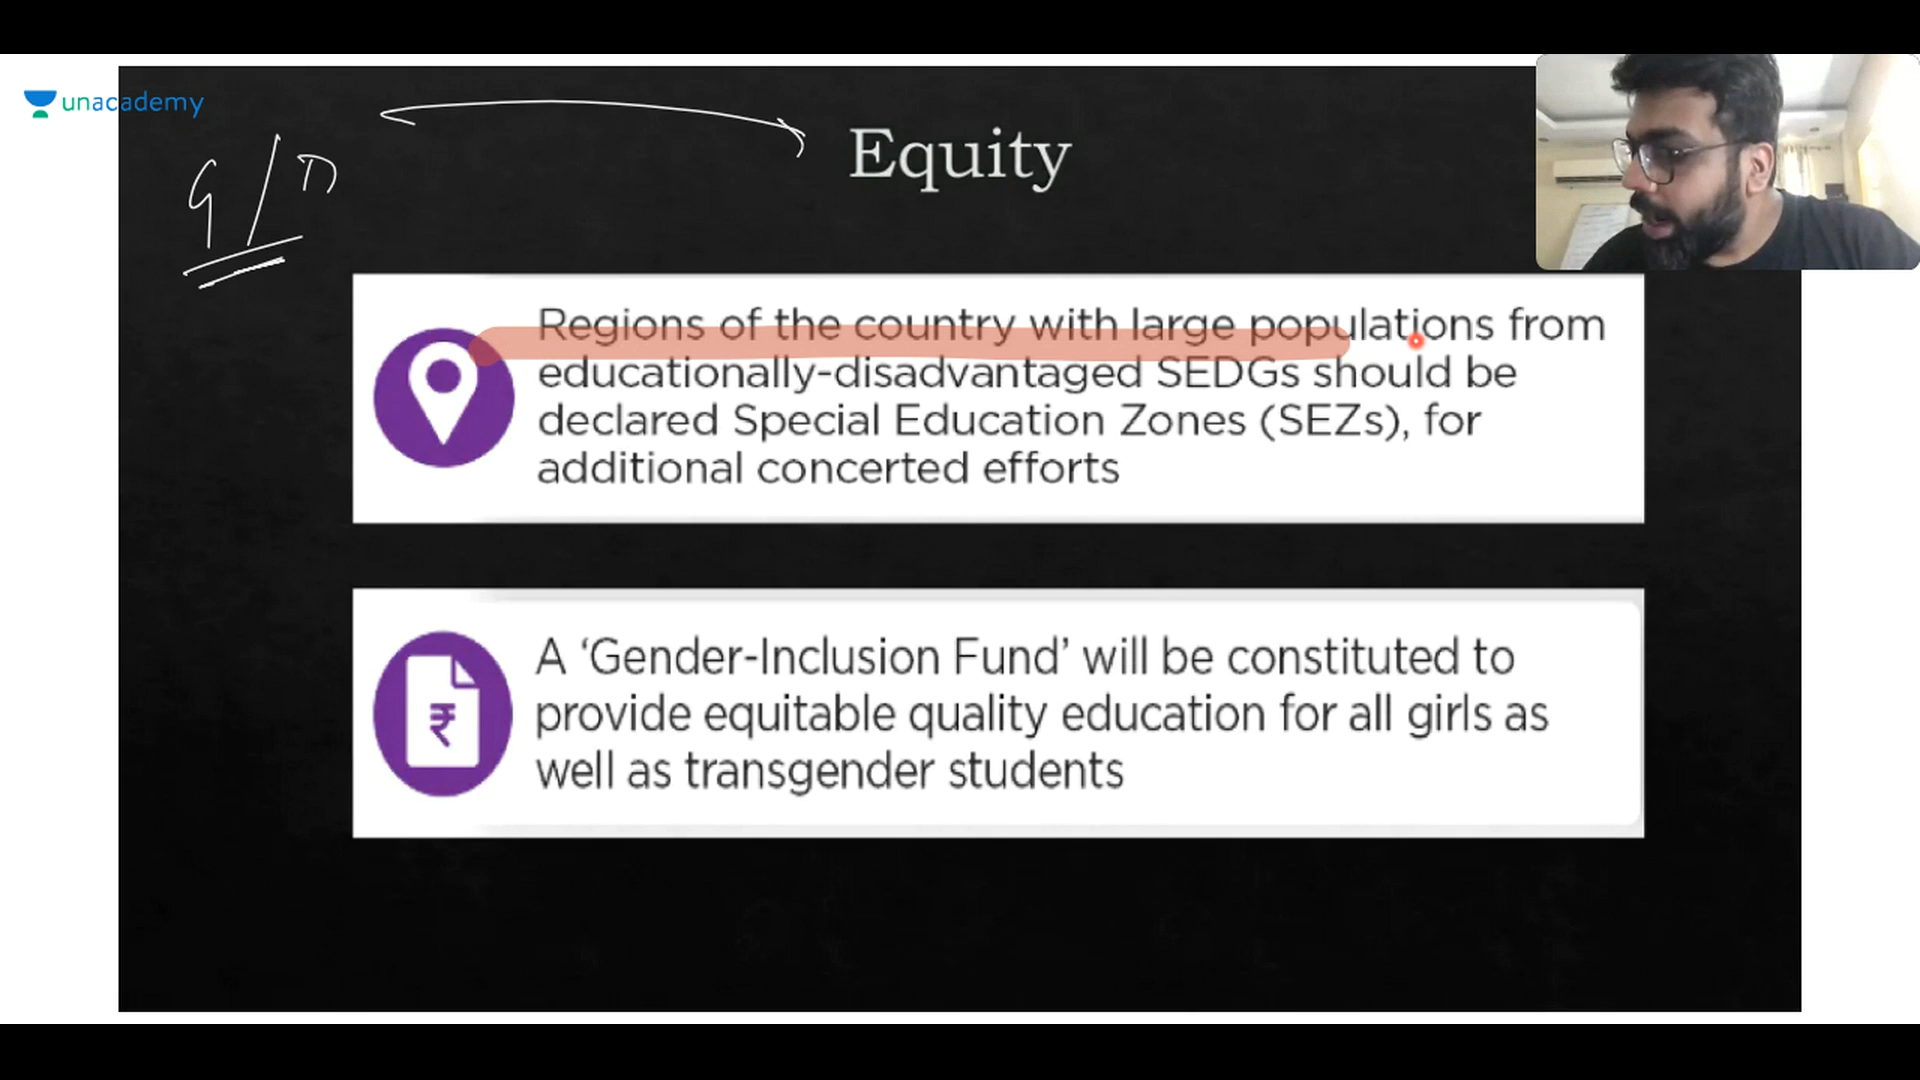 unacademy
G/D
Equity
Regions of the country with large populations from
educationally-disadvantaged SEDGs should be
declared Special Education Zones (SEZs), for
additional concerted efforts
A ‘Gender-Inclusion Fund’ will be constituted to
provide equitable quality education for all girls as
well as transgender students